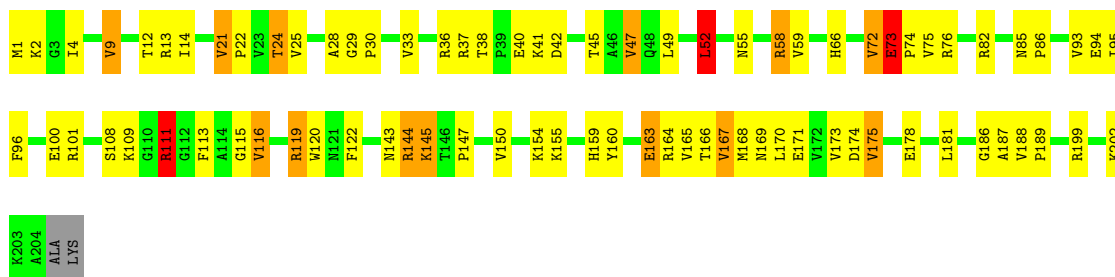 M1 K2 G3 I4 V9 T12 R13 I14 V21 P22 V23 T24 V25 A28 G29 P30 V33 R36 R37 T38 P39 E40 K41 D42 T45 A46 V47 Q48 L49 L52 N55 R58 V59 H66 V72 E73 P74 V75 R76 R82 N85 P86 V93 E94
F96 E100 R101 S108 K109 G110 R111 G112 F113 A114 G115 V116 R119 W120 N121 F122 N143 R144 K145 T146 P147 V150 K154 K155 H159 Y160 E163 R164 V165 T166 V167 M168 N169 L170 E171 V172 V173 D174 V175 E178 L181 G186 A187 V188 P189 R199
K203 A204 ALA LYS